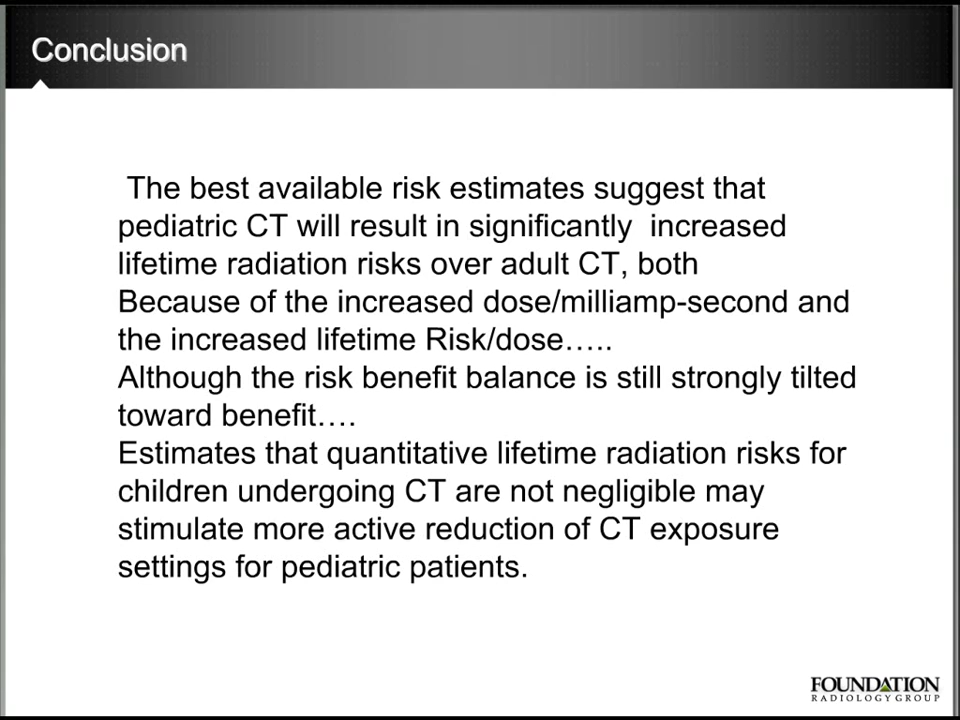 Conclusion
The best available risk estimates suggest that
pediatric CT will result in significantly  increased
lifetime radiation risks over adult CT, both
Because of the increased dose/milliamp-second and
the increased lifetime Risk/dose…..
Although the risk benefit balance is still strongly tilted
toward benefit….
Estimates that quantitative lifetime radiation risks for
children undergoing CT are not negligible may
stimulate more active reduction of CT exposure
settings for pediatric patients.
FOUNDATION
RADIOLOGY GROUP